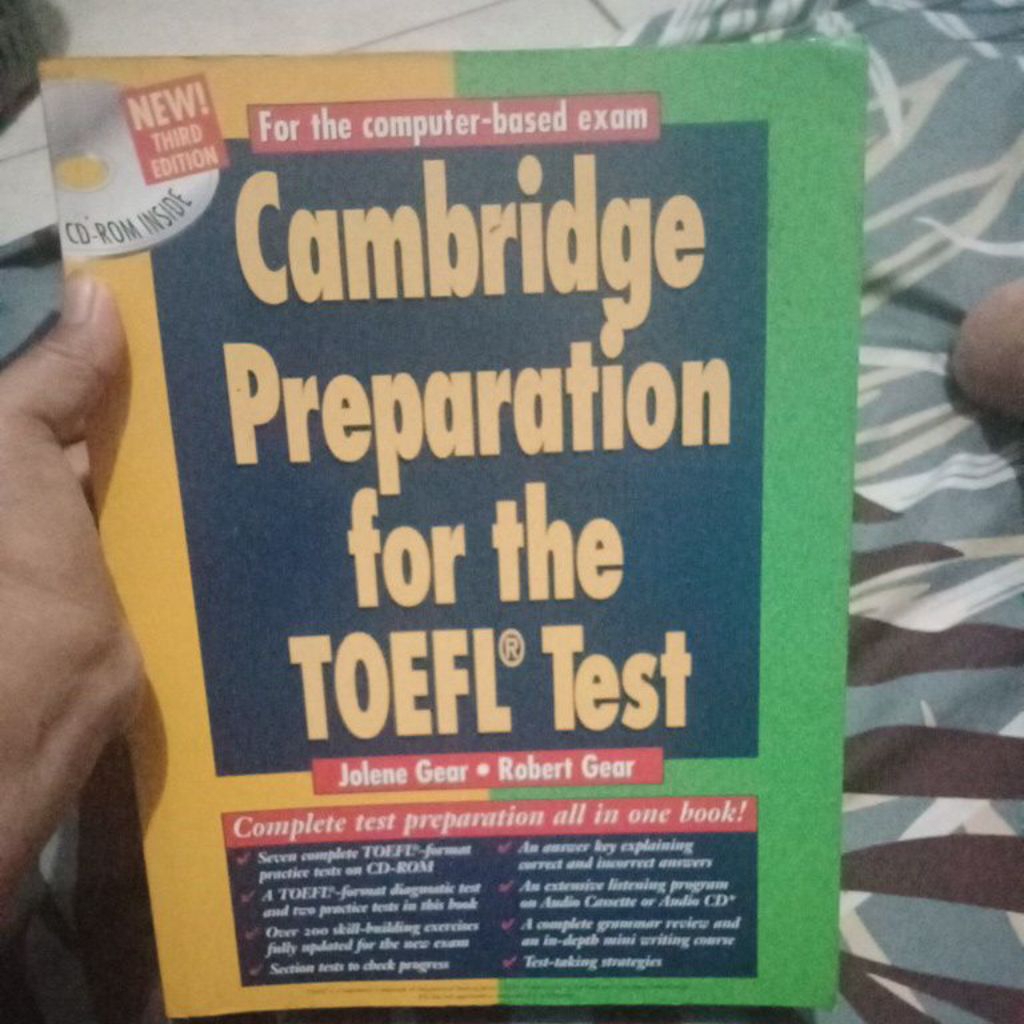 NEW!
THIRD
EDITION
CD-ROM INSIDE
For the computer-based exam
Cambridge
Preparation
for the
TOEFL® Test
Jolene Gear • Robert Gear
Complete test preparation all in one book!
✓ Seven complete TOEFL®-format
practice tests on CD-ROM
✓ A TOEFL®-format diagnostic test
and two practice tests in this book
✓ Over 200 skill-building exercises
fully updated for the new exam
✓ Section tests to check progress
✓ An answer key explaining
correct and incorrect answers
✓ An extensive listening program
on Audio Cassette or Audio CD*
✓ A complete grammar review and
an in-depth mini writing course
✓ Test-taking strategies